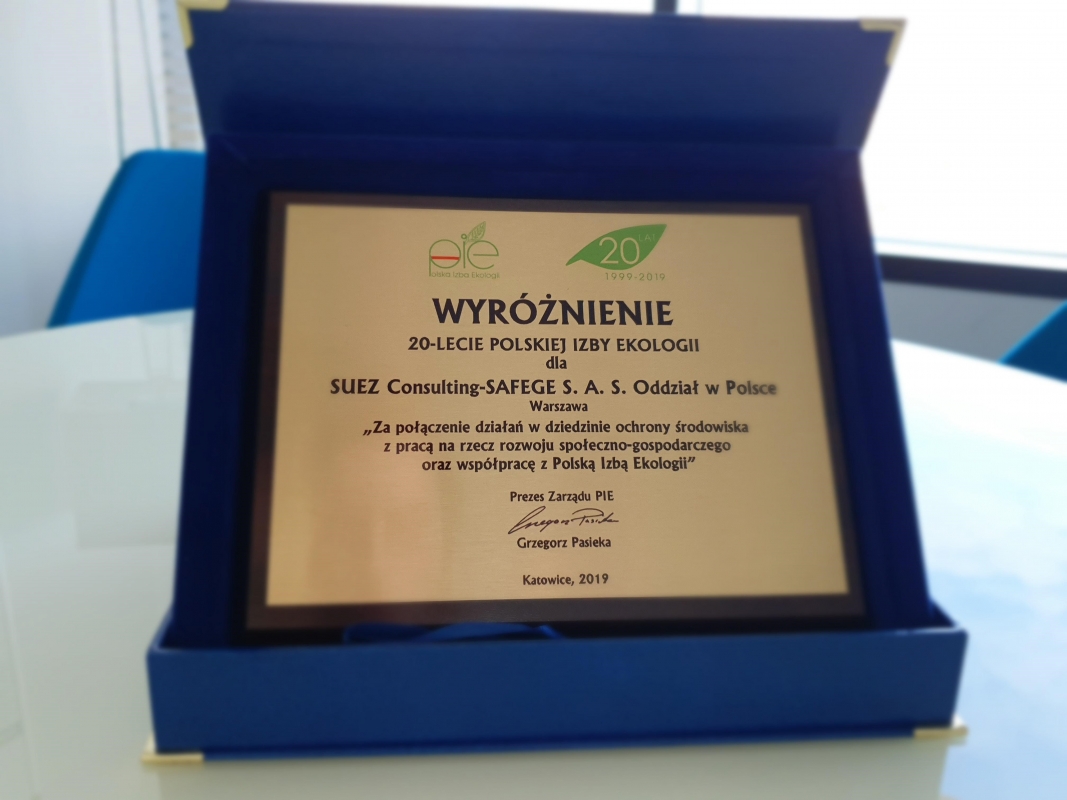 pie
Polska Izba Ekologii
20 LAT
1999-2019
WYRÓŻNIENIE
20-LECIE POLSKIEJ IZBY EKOLOGII
dla
SUEZ Consulting-SAFEGE S. A. S. Oddział w Polsce
Warszawa
„Za połączenie działań w dziedzinie ochrony środowiska
z pracą na rzecz rozwoju społeczno-gospodarczego
oraz współpracę z Polską Izbą Ekologii”
Prezes Zarządu PIE
Grzegorz Pasieka
Grzegorz Pasieka
Katowice, 2019